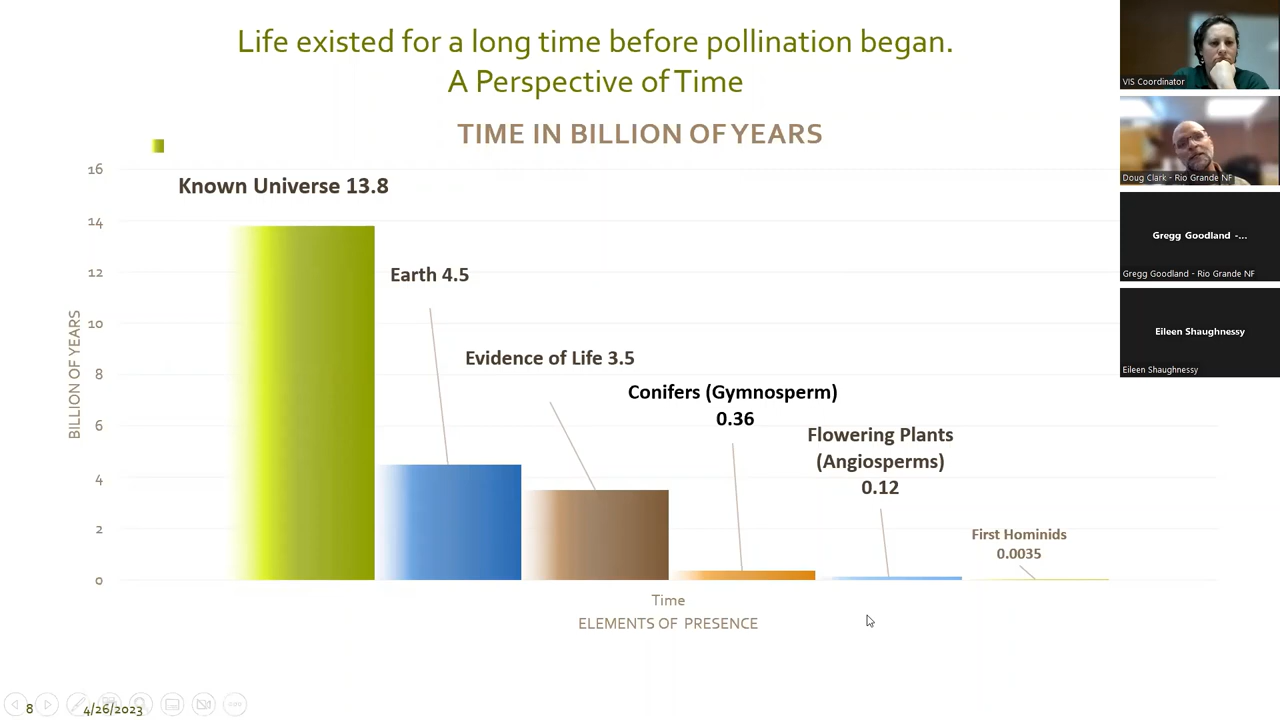 Life existed for a long time before pollination began.
A Perspective of Time
TIME IN BILLION OF YEARS
16
14
12
10
8
6
4
2
0
BILLION OF YEARS
Known Universe 13.8
Earth 4.5
Evidence of Life 3.5
Conifers (Gymnosperm)
0.36
Flowering Plants
(Angiosperms)
0.12
First Hominids
0.0035
Time
ELEMENTS OF PRESENCE
8
4/26/2023
VIS Coordinator
Doug Clark - Rio Grande NF
Gregg Goodland -...
Gregg Goodland - Rio Grande NF
Eileen Shaughnessy
Eileen Shaughnessy